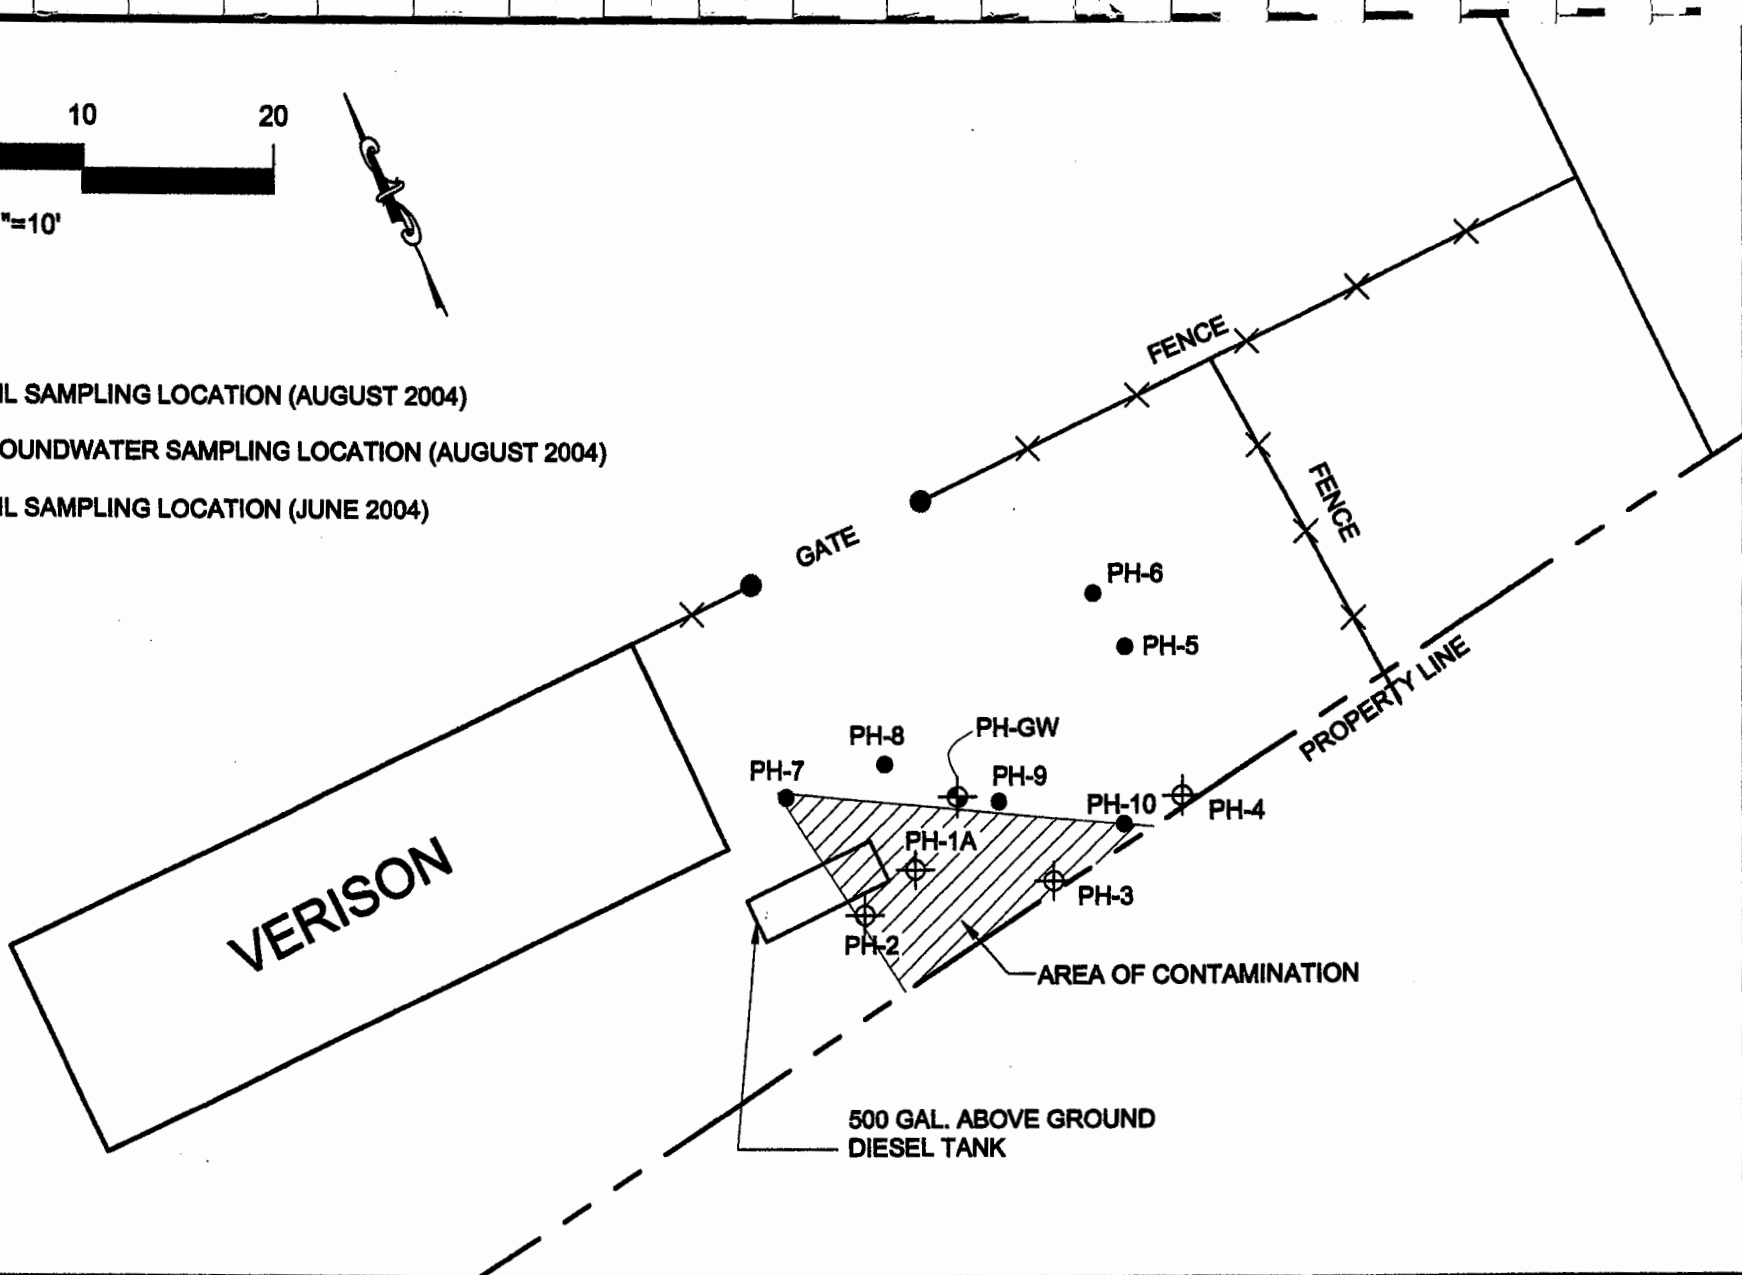 10 20
"=10'
IL SAMPLING LOCATION (AUGUST 2004)
OUNDWATER SAMPLING LOCATION (AUGUST 2004)
IL SAMPLING LOCATION (JUNE 2004)
FENCE
FENCE
GATE
PH-6
PH-5
PH-GW
PH-8
PH-7
PH-9
PH-10
PH-4
PROPERTY LINE
PH-1A
PH-3
PH-2
VERISON
AREA OF CONTAMINATION
500 GAL. ABOVE GROUND
DIESEL TANK